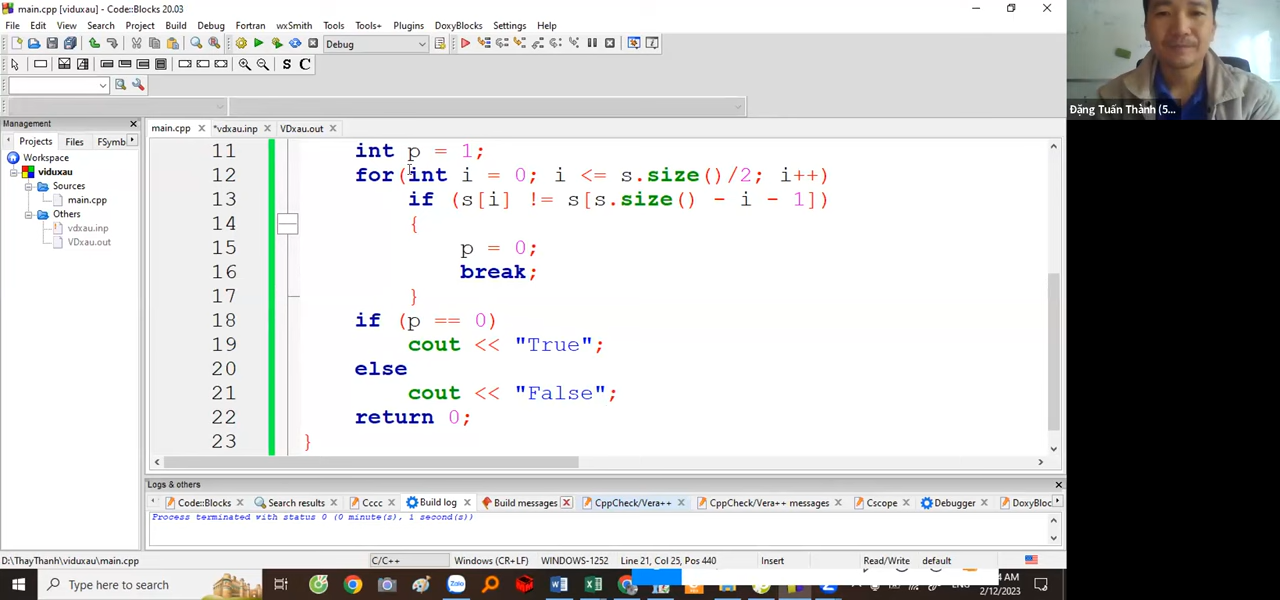 main.cpp (viduxau) - Code::Blocks 20.03
File Edit View Search Project Build Debug Fortran wxSmith Tools Tools+ Plugins DoxyBlocks Settings Help
Debug
S C
Management
main.cpp *vdxau.inp VDxau.out
Projects Files FSymb
Workspace
viduxau
Sources
main.cpp
Others
vdxau.inp
VDxau.out
11 int p = 1;
12 for(int i = 0; i <= s.size()/2; i++)
13 if (s[i] != s[s.size() - i - 1])
14 {
15 p = 0;
16 break;
17 }
18 if (p == 0)
19 cout << "True";
20 else
21 cout << "False";
22 return 0;
23 }
Logs & others
Code::Blocks Search results Cccc Build log Build messages CppCheck/Vera++ CppCheck/Vera++ messages Cscope Debugger DoxyBloc
Process terminated with status 0 (0 minute(s), 1 second(s))
D:\ThayThanh\viduxau\main.cpp C/C++ Windows (CR+LF) WINDOWS-1252 Line 21, Col 25, Pos 440 Insert Read/Write default
Type here to search
ENG
4 AM
2/12/2023
Đặng Tuấn Thành (5...